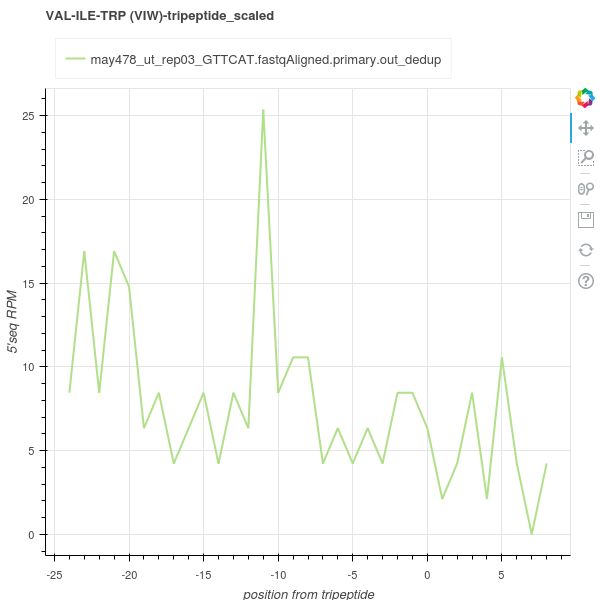 VAL-ILE-TRP (VIW)-tripeptide_scaled
may478_ut_rep03_GTTCAT.fastqAligned.primary.out_dedup
25
20
15
10
5
0
5'seq RPM
-25 -20 -15 -10 -5 0 5
position from tripeptide